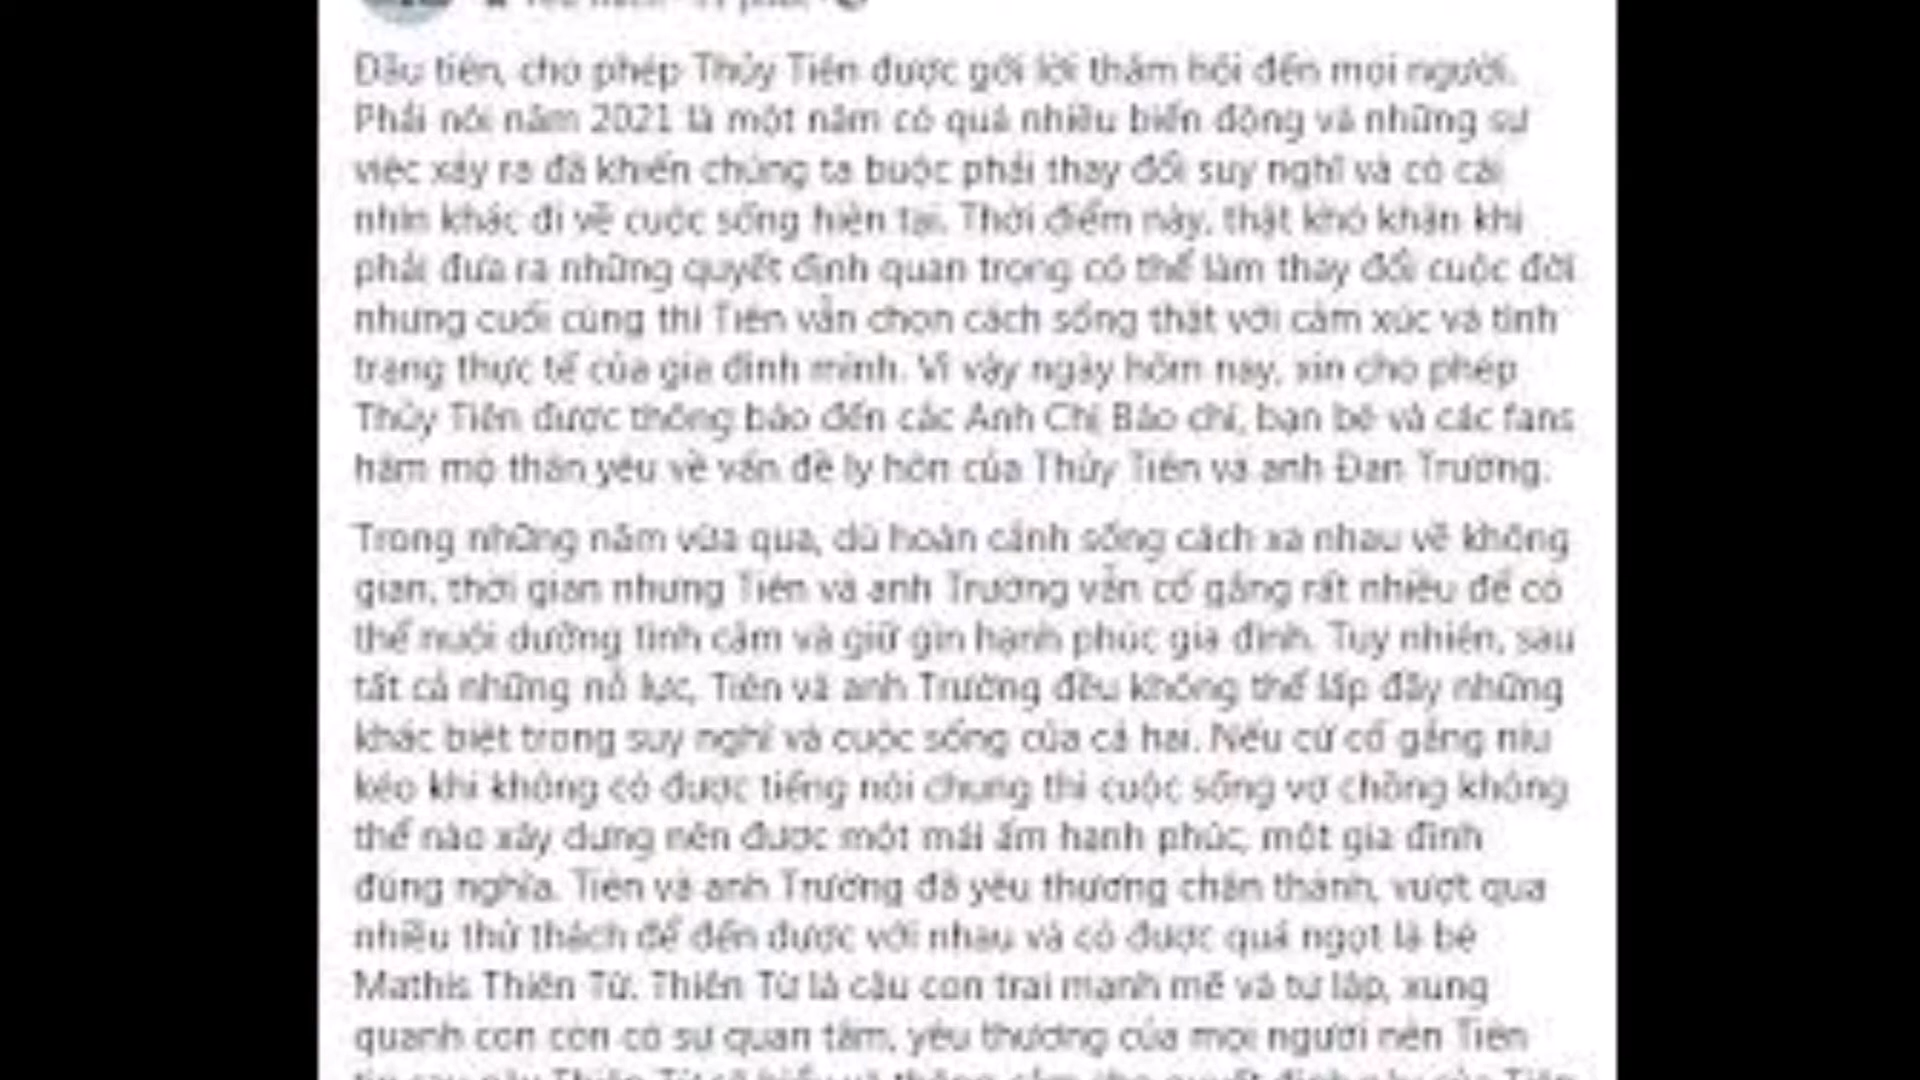 Đầu tiên, cho phép Thủy Tiên được gởi lời thăm hỏi đến mọi người.
Phải nói năm 2021 là một năm có quá nhiều biến động và những sự
việc xảy ra đã khiến chúng ta buộc phải thay đổi suy nghĩ và có cái
nhìn khác đi về cuộc sống hiện tại. Thời điểm này, thật khó khăn khi
phải đưa ra những quyết định quan trọng có thể làm thay đổi cuộc đời
nhưng cuối cùng thì Tiên vẫn chọn cách sống thật với cảm xúc và tình
trạng thực tế của gia đình mình. Vì vậy ngày hôm nay, xin cho phép
Thủy Tiên được thông báo đến các Anh Chị Báo chí, bạn bè và các fans
hâm mộ thân yêu về vấn đề ly hôn của Thủy Tiên và anh Đan Trường.
Trong những năm vừa qua, dù hoàn cảnh sống cách xa nhau về không
gian, thời gian nhưng Tiên và anh Trường vẫn cố gắng rất nhiều để có
thể nuôi dưỡng tình cảm và giữ gìn hạnh phúc gia đình. Tuy nhiên, sau
tất cả những nỗ lực, Tiên và anh Trường đều không thể lấp đầy những
khác biệt trong suy nghĩ và cuộc sống của cả hai. Nếu cứ cố gắng níu
kéo khi không có được tiếng nói chung thì cuộc sống vợ chồng không
thể nào xây dựng nên được một mái ấm hạnh phúc, một gia đình
đúng nghĩa. Tiên và anh Trường đã yêu thương chân thành, vượt qua
nhiều thử thách để đến được với nhau và có được quả ngọt là bé
Mathis Thiên Từ. Thiên Từ là cậu con trai mạnh mẽ và tự lập, xung
quanh con còn có sự quan tâm, yêu thương của mọi người nên Tiên